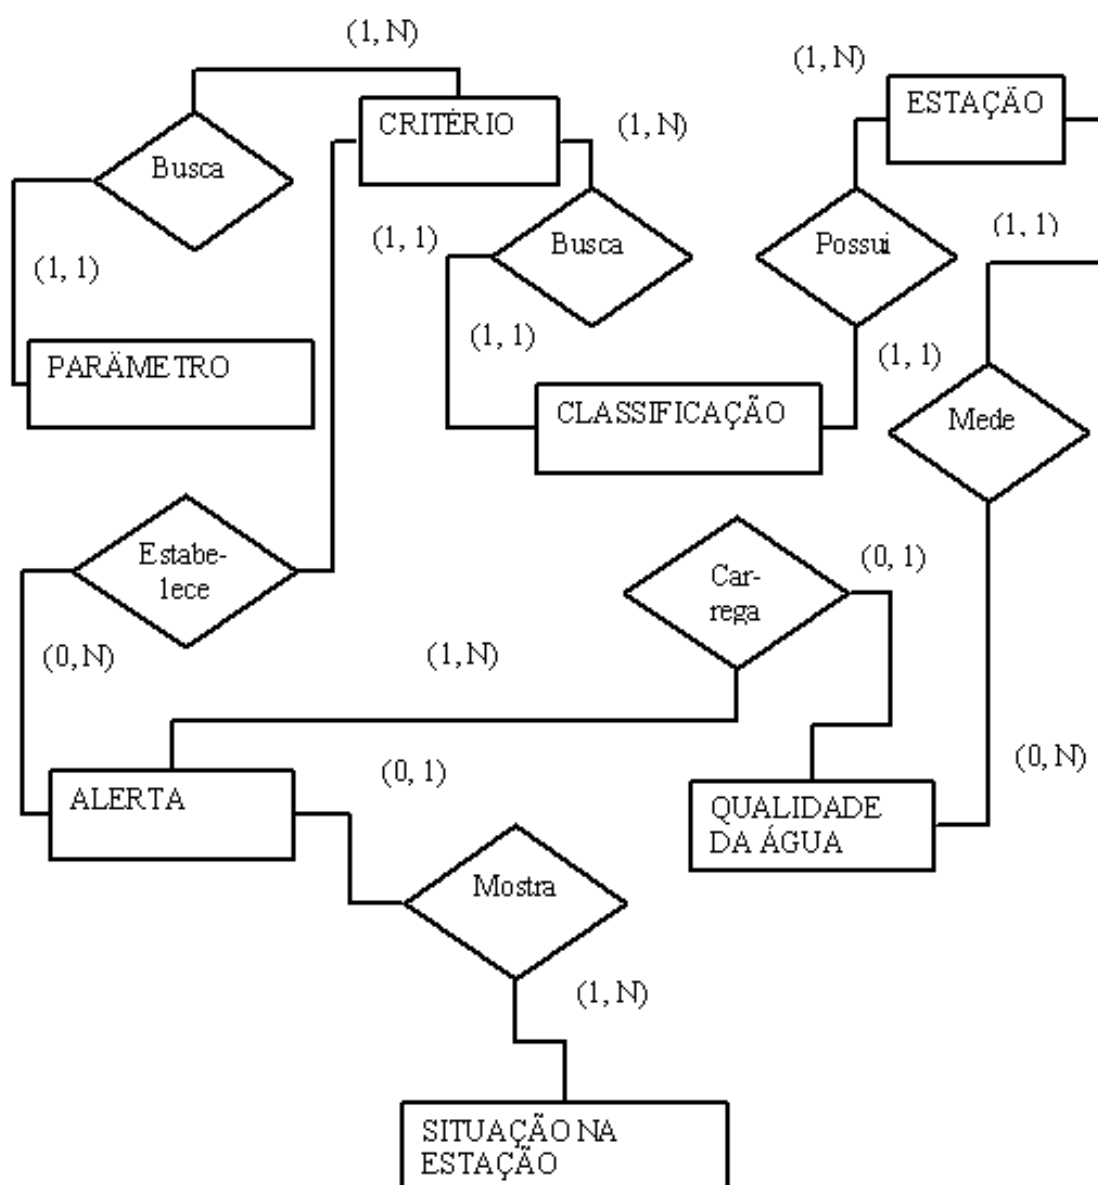 (1, N)
(1, N)
ESTAÇÃO
CRITÉRIO
(1, N)
Busca
(1, 1)
(1, 1)
Busca
Possui
(1, 1)
(1, 1)
(1, 1)
PARÄMETRO
CLASSIFICAÇÃO
Mede
Estabe-
lece
Car-
rega
(0, 1)
(0, N)
(1, N)
(0, 1)
(0, N)
ALERTA
QUALIDADE
DA ÁGUA
Mostra
(1, N)
SITUAÇÃO NA
ESTAÇÃO